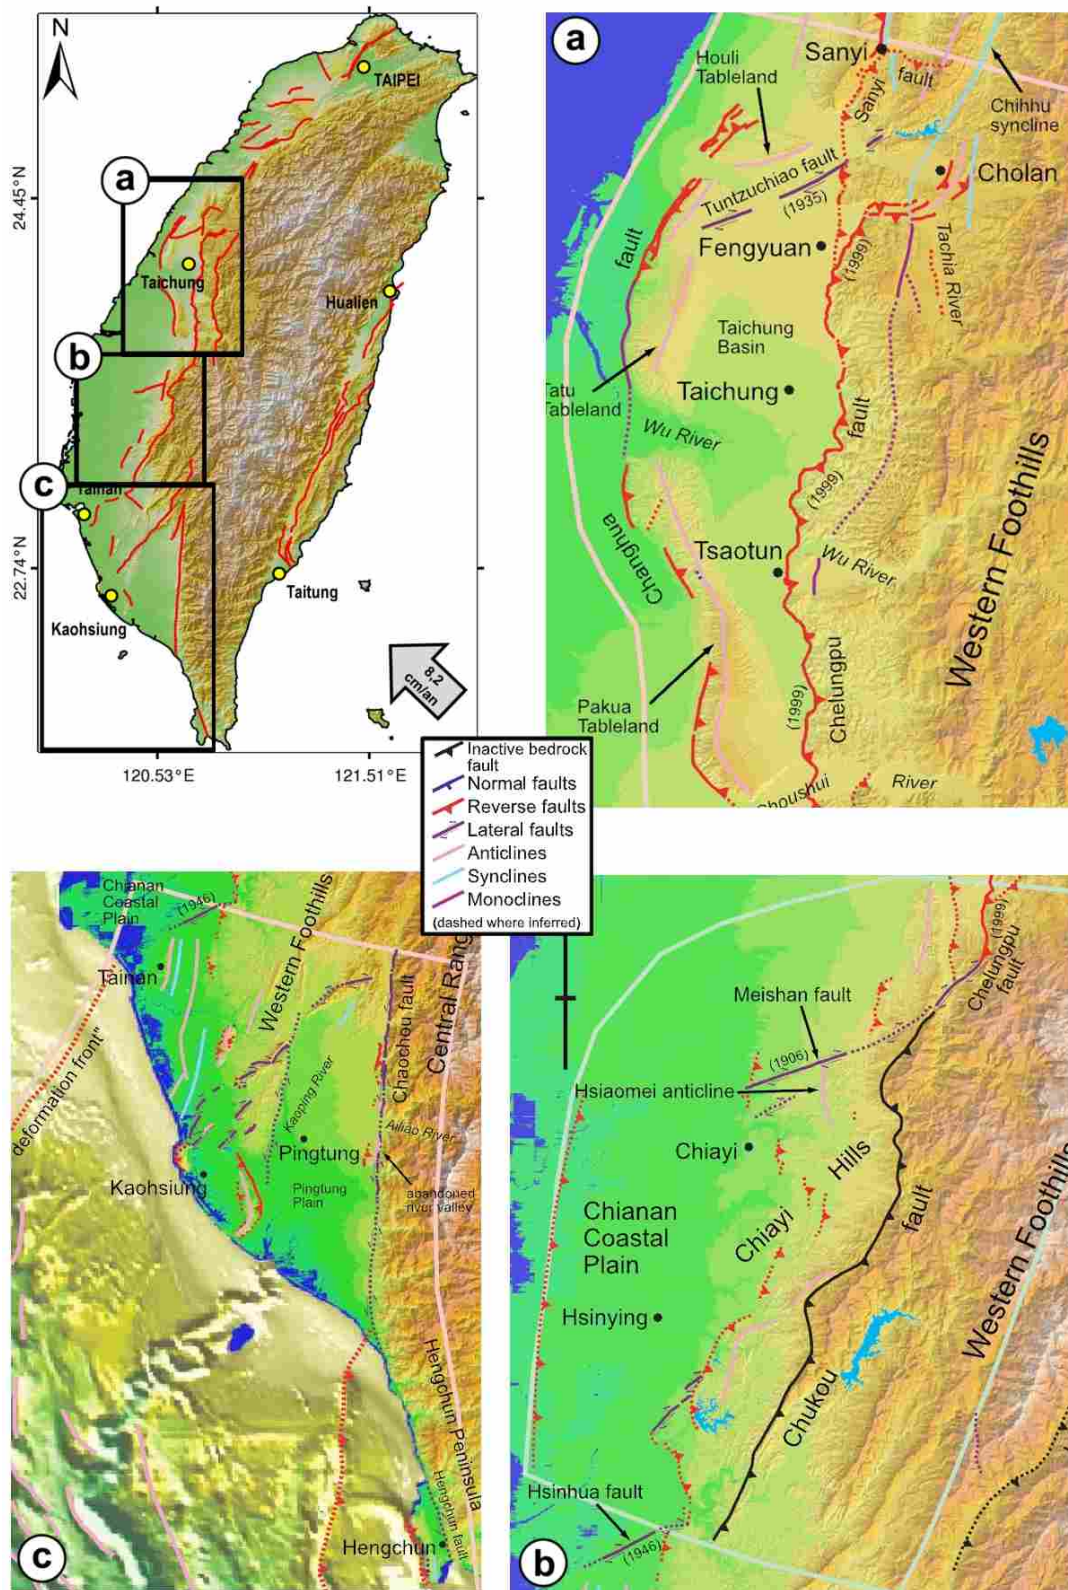 N
TAIPEI
a
24.45°N
Taichung
Hualien
b
c
Tainan
22.74°N
Taitung
Kaohsiung
8,2
cm/an
120.53°E
121.51°E
a
Houli
Tableland
Sanyi
fault
Sanyi
Chihhu
syncline
Tuntzuchiao fault
(1935)
Cholan
fault
Fengyuan
(1999)
Tachia River
Taichung
Basin
Tatu
Tableland
Taichung
Wu River
fault
(1999)
Western Foothills
Changhua
Tsaotun
Wu River
Pakua
Tableland
(1999)
Chelungpu
Choushui
River
Inactive bedrock
fault
Normal faults
Reverse faults
Lateral faults
Anticlines
Synclines
Monoclines
(dashed where inferred)
Chianan
Coastal
Plain
(1946)
Western Foothills
Tainan
Chaochou fault
Central Rang
deformation front"
Kaoping River
Ailiao River
Pingtung
Kaohsiung
Pingtung
Plain
abandoned
river valley
Hengchun Peninsula
Hengchun fault
Hengchun
c
(1999)
Chelungpu
fault
Meishan fault
(1906)
Hsiaomei anticline
Chiayi
Hills
Chiayi
fault
Chianan
Coastal
Plain
Hsinying
Western Foothills
Chukou
Hsinhua fault
(1946)
b